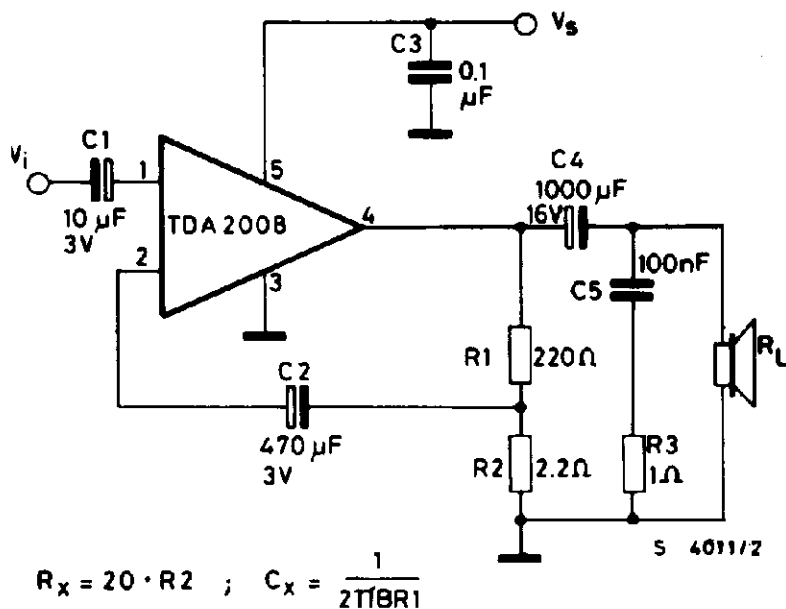 Vs
C3
0.1
µF
C1
Vi
1
5
10 µF
3V
TDA 2008
4
2
3
C4
1000 µF
16V
100nF
C5
R1
220Ω
RL
C2
470 µF
3V
R2
2.2Ω
R3
1Ω
S 4011/2
Rx = 20 · R2 ; Cx = 1 / 2πBR1